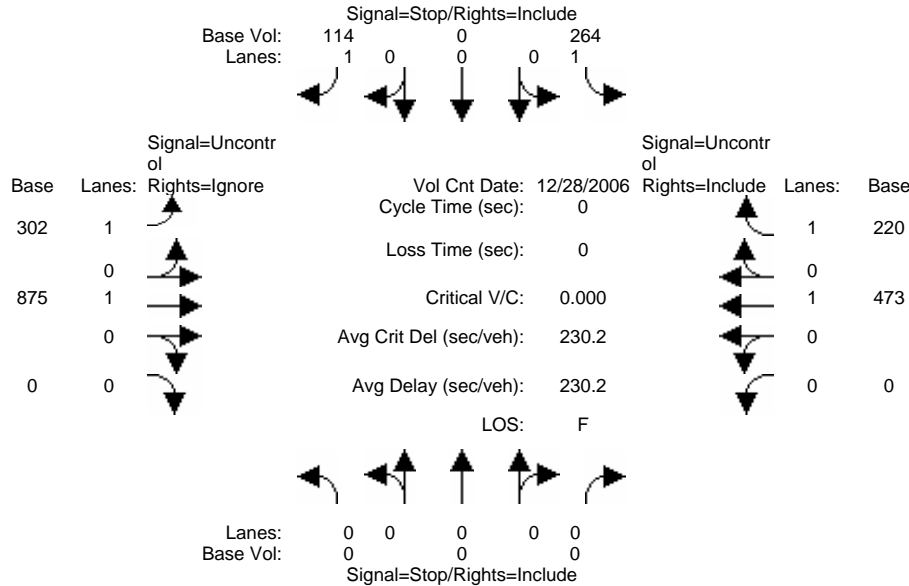 Signal=Stop/Rights=Include
Base Vol: 114 0 264
Lanes: 1 0 0 0 1
Signal=Uncontr
ol
Signal=Uncontr
ol
Base Lanes: Rights=Ignore Vol Cnt Date: 12/28/2006 Rights=Include Lanes: Base
Cycle Time (sec): 0
302 1 1 220
Loss Time (sec): 0
0 0
875 1 Critical V/C: 0.000 1 473
0 Avg Crit Del (sec/veh): 230.2 0
0 0 Avg Delay (sec/veh): 230.2 0 0
LOS: F
Lanes: 0 0 0 0 0
Base Vol: 0 0 0
Signal=Stop/Rights=Include